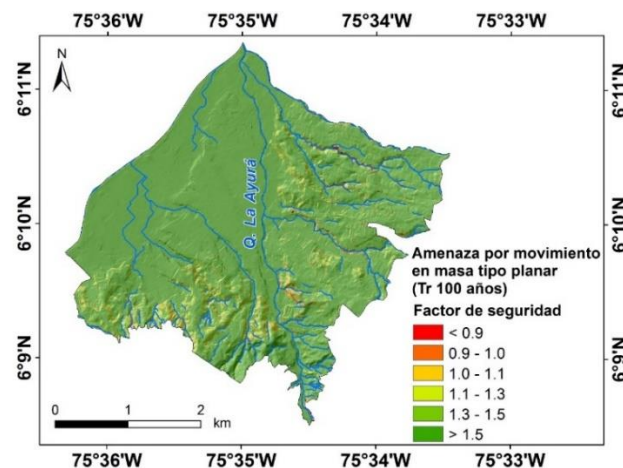 75°36'W 75°35'W 75°34'W 75°33'W
N
6°11'N 6°11'N
Q. La Ayurá
6°10'N 6°10'N
Amenaza por movimiento
en masa tipo planar
(Tr 100 años)
Factor de seguridad
< 0.9
0.9 - 1.0
1.0 - 1.1
1.1 - 1.3
1.3 - 1.5
> 1.5
6°9'N 6°9'N
0 1 2
km
75°36'W 75°35'W 75°34'W 75°33'W